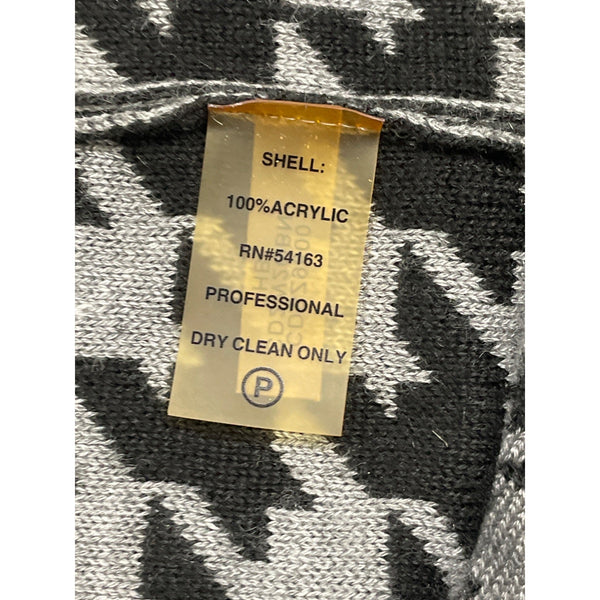 SHELL:
100%ACRYLIC
RN#54163
PROFESSIONAL
DRY CLEAN ONLY
P